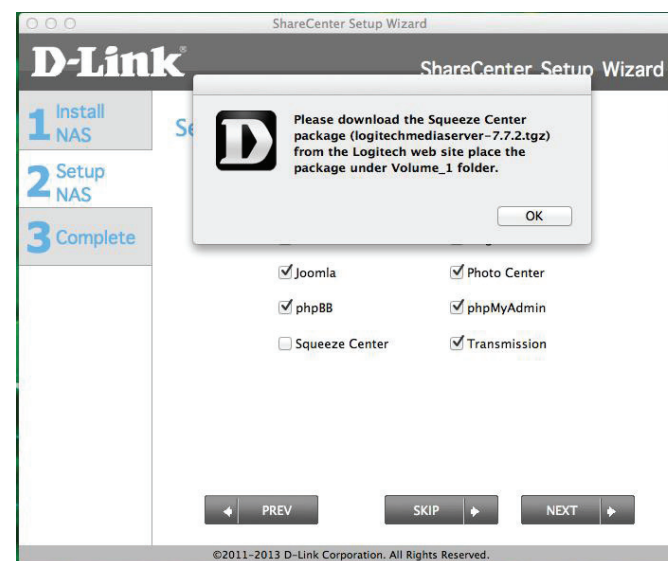 ShareCenter Setup Wizard
D-Link®
ShareCenter Setup Wizard
1 Install
NAS
2 Setup
NAS
3 Complete
Please download the Squeeze Center
package (logitechmediaserver-7.7.2.tgz)
from the Logitech web site place the
package under Volume_1 folder.
OK
Joomla
Photo Center
phpBB
phpMyAdmin
Squeeze Center
Transmission
PREV
SKIP
NEXT
©2011-2013 D-Link Corporation. All Rights Reserved.